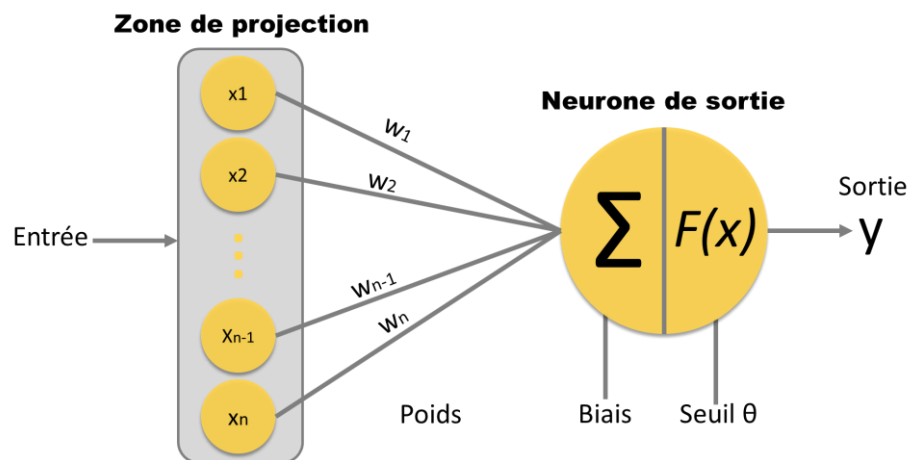 Zone de projection
x1
x2
Xn-1
Xn
Entrée
w1
w2
wn-1
wn
Poids
Neurone de sortie
Σ
F(x)
Biais
Seuil θ
Sortie
y